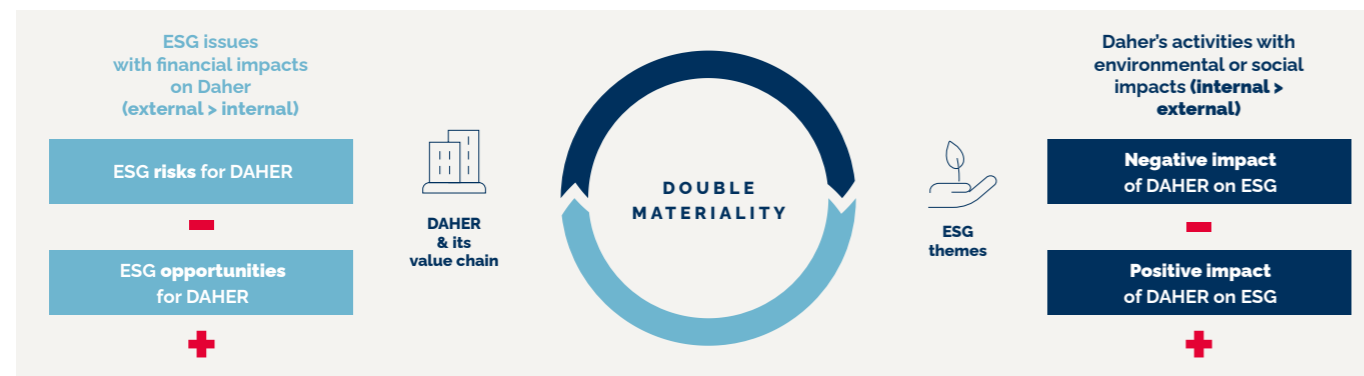 ESG issues
with financial impacts
on Daher
(external > internal)
ESG risks for DAHER
ESG opportunities
for DAHER
DAHER
& its
value chain
DOUBLE
MATERIALITY
ESG
themes
Daher's activities with
environmental or social
impacts (internal >
external)
Negative impact
of DAHER on ESG
Positive impact
of DAHER on ESG